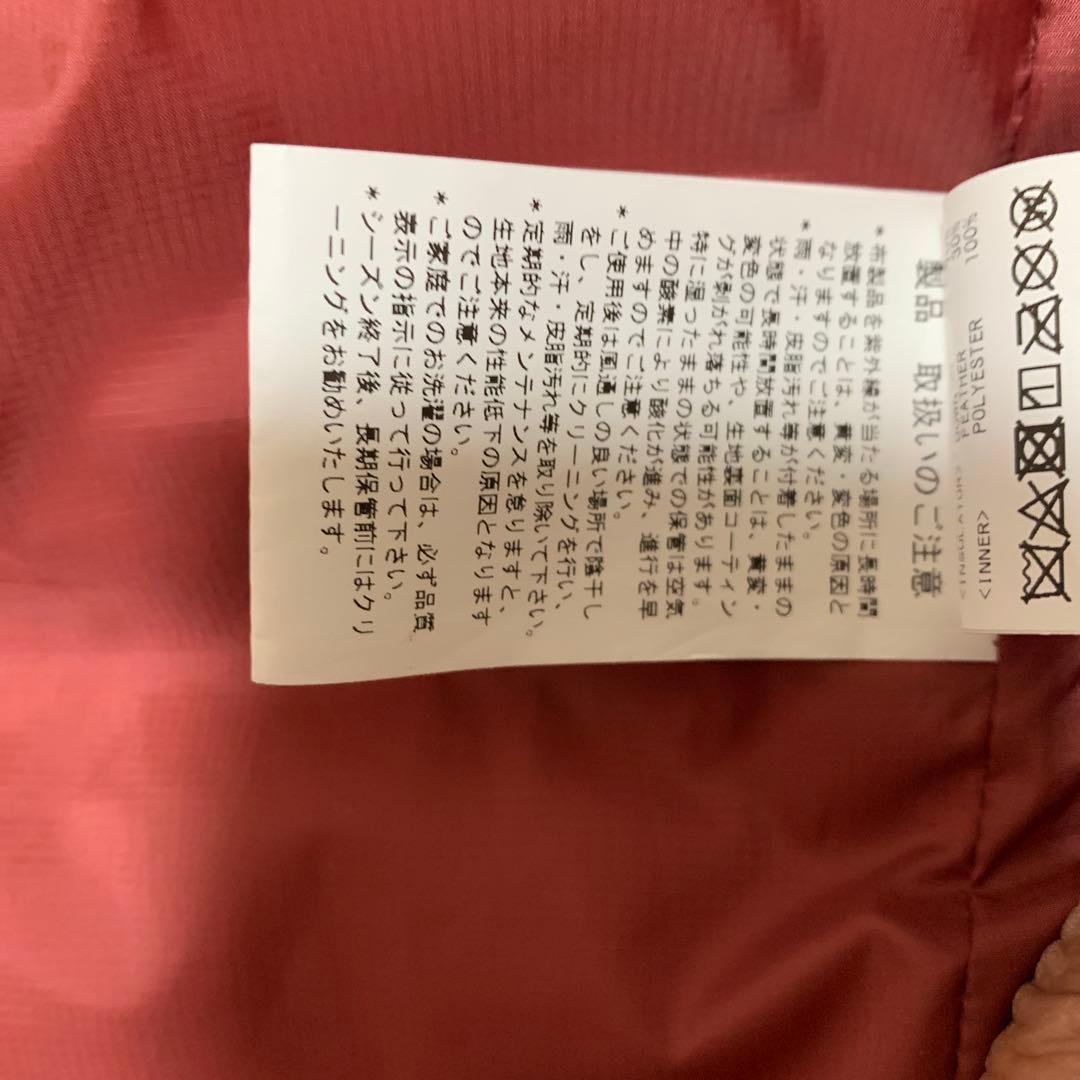 <INSULATOR>
FEATHER 30%
<INNER> POLYESTER 100%
製品 取扱いのご注意
*布製品を紫外線が当たる場所に長時間
放置することは、黄変・変色の原因と
なりますのでご注意ください。
*雨・汗・皮脂汚れ等が付着したままの
状態で長時間放置することは、黄変・
変色の可能性や、生地裏面コーティン
グが剥がれ落ちる可能性があります。
特に湿ったままの状態での保管は空気
中の酸素により酸化が進み、進行を早
めますのでご注意ください。
*ご使用後は風通しの良い場所で陰干し
をし、定期的にクリーニングを行い、
雨・汗・皮脂汚れ等を取り除いて下さい。
*定期的なメンテナンスを怠りますと、
生地本来の性能低下の原因となります
のでご注意ください。
*ご家庭でのお洗濯の場合は、必ず品質
表示の指示に従って行って下さい。
*シーズン終了後、長期保管前にはクリ
ーニングをお勧めいたします。